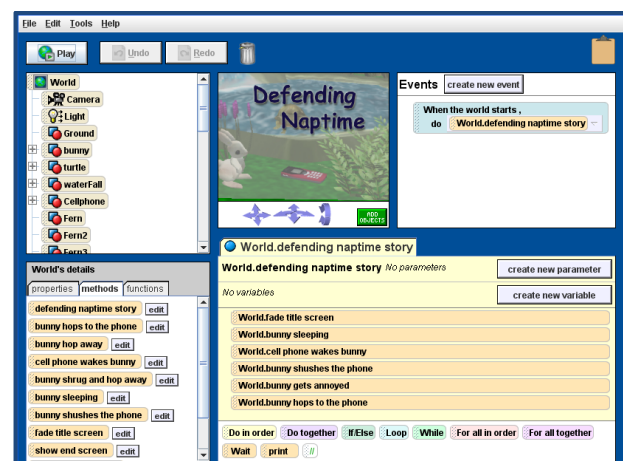 File Edit Tools Help
Play Undo Redo
World
Camera
Light
Ground
bunny
turtle
waterFall
Cellphone
Fern
Fern2
Fern3
Defending
Naptime
ADD
OBJECTS
Events create new event
When the world starts ,
do World.defending naptime story
World's details
properties methods functions
defending naptime story edit
bunny hops to the phone edit
bunny hop away edit
cell phone wakes bunny edit
bunny shrug and hop away edit
bunny sleeping edit
bunny shushes the phone edit
fade title screen edit
show end screen edit
World.defending naptime story
World.defending naptime story No parameters create new parameter
No variables create new variable
World.fade title screen
World.bunny sleeping
World.cell phone wakes bunny
World.bunny shushes the phone
World.bunny gets annoyed
World.bunny hops to the phone
Do in order Do together If/Else Loop While For all in order For all together
Wait print //